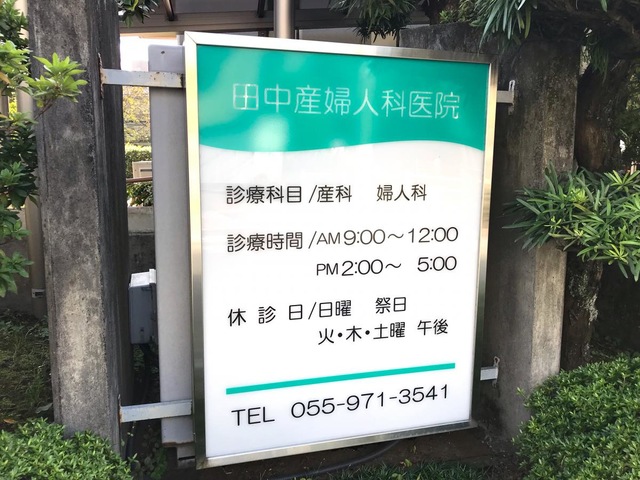 田中産婦人科医院
診療科目/産科 婦人科
診療時間/AM 9:00～12:00
PM 2:00～ 5:00
休診日/日曜 祭日
火・木・土曜 午後
TEL 055-971-3541